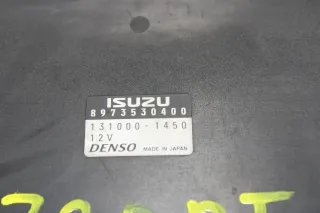 ISUZU
8973530400
131000-1450
12V
DENSO MADE IN JAPAN